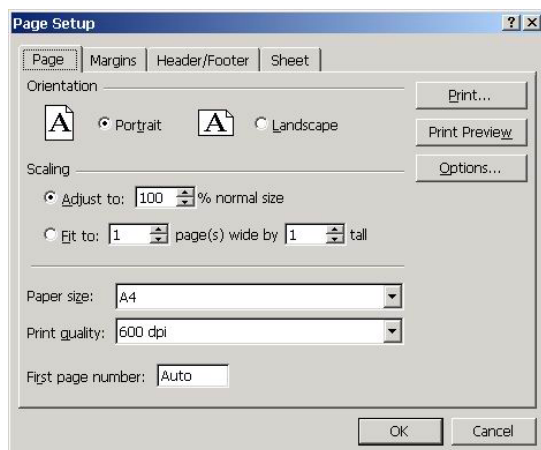 Page Setup
Page Margins Header/Footer Sheet
Orientation
Print...
A Portrait A Landscape
Print Preview
Scaling
Options...
Adjust to: 100 % normal size
Fit to: 1 page(s) wide by 1 tall
Paper size: A4
Print quality: 600 dpi
First page number: Auto
OK Cancel